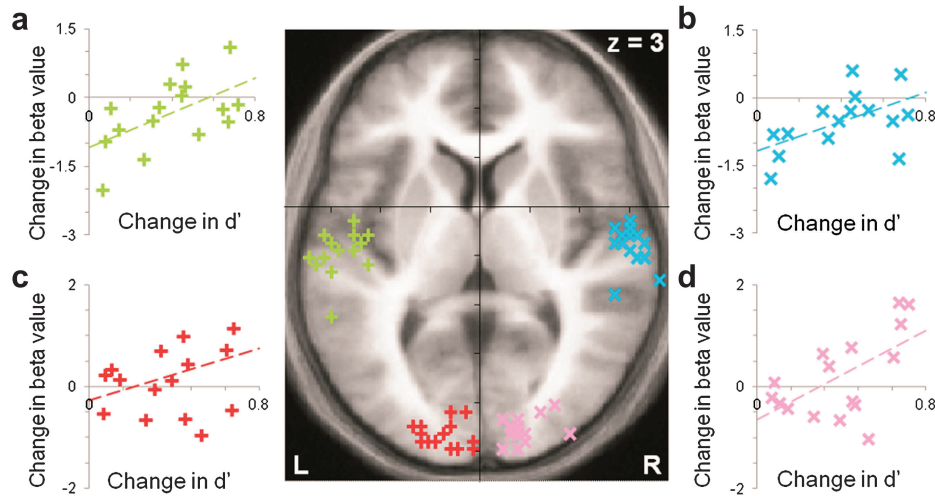 a
1.5
0
-1.5
-3
0
0.8
Change in beta value
Change in d’
z = 3
L
R
b
1.5
0
-1.5
-3
0
0.8
Change in beta value
Change in d’
c
2
0
-2
0
0.8
Change in beta value
Change in d’
d
2
0
-2
0
0.8
Change in beta value
Change in d’